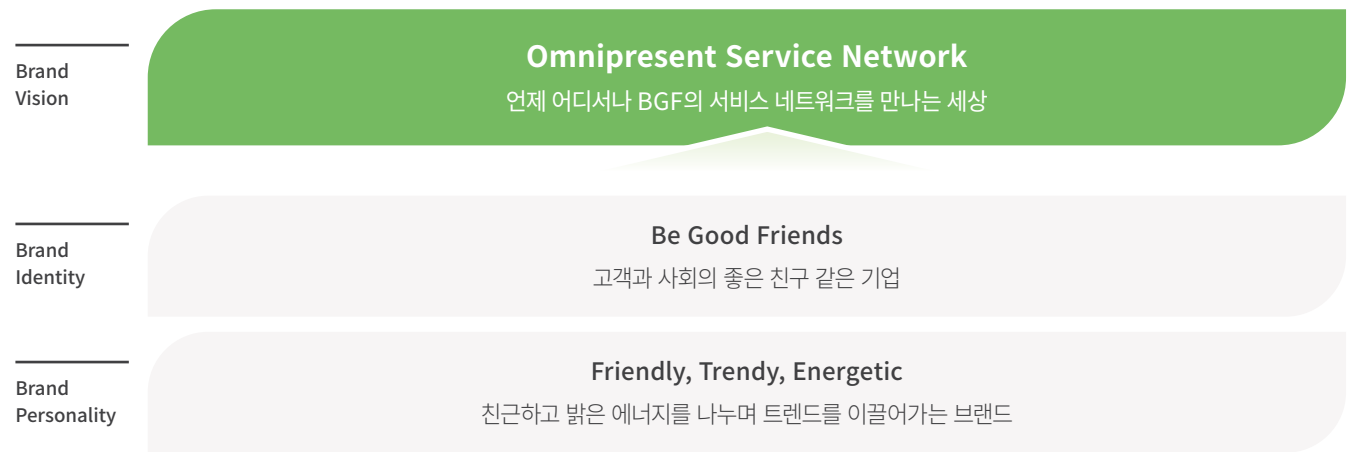 Brand
Vision
Omnipresent Service Network
언제 어디서나 BGF의 서비스 네트워크를 만나는 세상
Brand
Identity
Be Good Friends
고객과 사회의 좋은 친구 같은 기업
Brand
Personality
Friendly, Trendy, Energetic
친근하고 밝은 에너지를 나누며 트렌드를 이끌어가는 브랜드